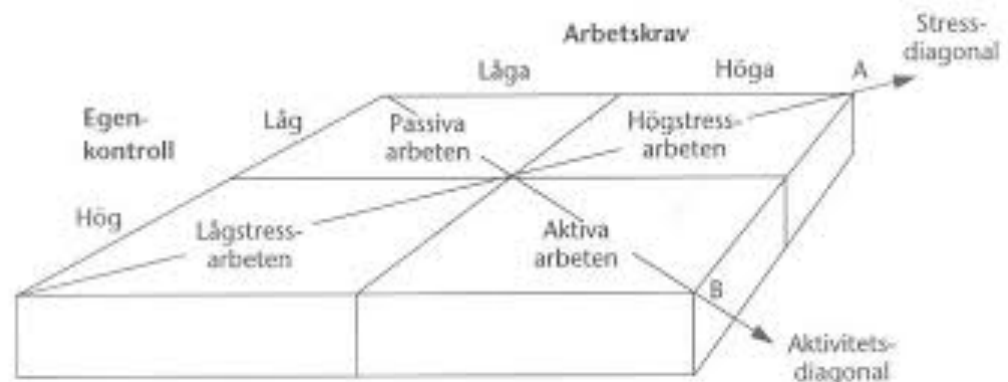 Arbetskrav
Stress-
diagonal
Låga
Höga
A
Egen-
kontroll
Låg
Passiva
arbeten
Högstress-
arbeten
Hög
Lågstress-
arbeten
Aktiva
arbeten
B
Aktivitets-
diagonal